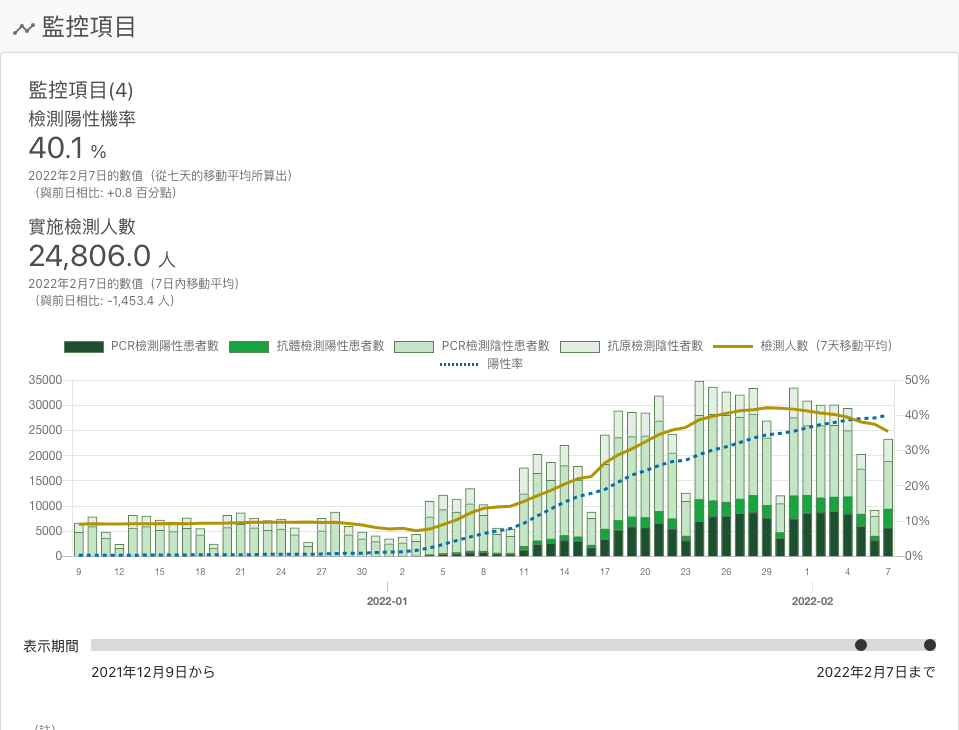 監控項目
監控項目(4)
檢測陽性機率
40.1 %
2022年2月7日的數值（從七天的移動平均所算出）
（與前日相比: +0.8 百分點）
實施檢測人數
24,806.0 人
2022年2月7日的數值（7日內移動平均）
（與前日相比: -1,453.4 人）
PCR檢測陽性患者數 抗體檢測陽性患者數 PCR檢測陰性患者數 抗原檢測陰性者數 檢測人數（7天移動平均）
陽性率
35000 50%
30000
40%
25000
20000 30%
15000
20%
10000
10%
5000
0 0%
9 12 15 18 21 24 27 30 2 5 8 11 14 17 20 23 26 29 1 4 7
2022-01 2022-02
表示期間
2021年12月9日から 2022年2月7日まで
（註）